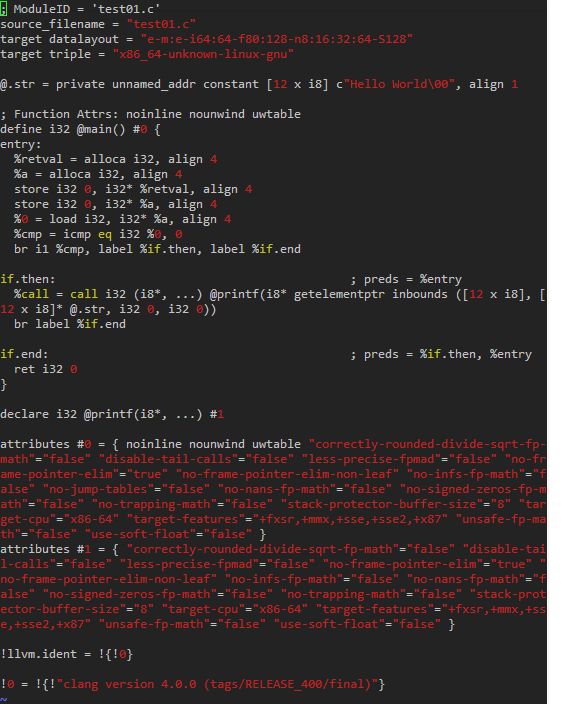 ; ModuleID = 'test01.c'
source_filename = "test01.c"
target datalayout = "e-m:e-i64:64-f80:128-n8:16:32:64-S128"
target triple = "x86_64-unknown-linux-gnu"

@.str = private unnamed_addr constant [12 x i8] c"Hello World\00", align 1

; Function Attrs: noinline nounwind uwtable
define i32 @main() #0 {
entry:
  %retval = alloca i32, align 4
  %a = alloca i32, align 4
  store i32 0, i32* %retval, align 4
  store i32 0, i32* %a, align 4
  %0 = load i32, i32* %a, align 4
  %cmp = icmp eq i32 %0, 0
  br i1 %cmp, label %if.then, label %if.end

if.then:                                          ; preds = %entry
  %call = call i32 (i8*, ...) @printf(i8* getelementptr inbounds ([12 x i8], [
12 x i8]* @.str, i32 0, i32 0))
  br label %if.end

if.end:                                           ; preds = %if.then, %entry
  ret i32 0
}

declare i32 @printf(i8*, ...) #1

attributes #0 = { noinline nounwind uwtable "correctly-rounded-divide-sqrt-fp-
math"="false" "disable-tail-calls"="false" "less-precise-fpmad"="false" "no-fr
ame-pointer-elim"="true" "no-frame-pointer-elim-non-leaf" "no-infs-fp-math"="f
alse" "no-jump-tables"="false" "no-nans-fp-math"="false" "no-signed-zeros-fp-m
ath"="false" "no-trapping-math"="false" "stack-protector-buffer-size"="8" "tar
get-cpu"="x86-64" "target-features"="+fxsr,+mmx,+sse,+sse2,+x87" "unsafe-fp-ma
th"="false" "use-soft-float"="false" }
attributes #1 = { "correctly-rounded-divide-sqrt-fp-math"="false" "disable-tai
l-calls"="false" "less-precise-fpmad"="false" "no-frame-pointer-elim"="true" "
no-frame-pointer-elim-non-leaf" "no-infs-fp-math"="false" "no-nans-fp-math"="f
alse" "no-signed-zeros-fp-math"="false" "no-trapping-math"="false" "stack-prot
ector-buffer-size"="8" "target-cpu"="x86-64" "target-features"="+fxsr,+mmx,+ss
e,+sse2,+x87" "unsafe-fp-math"="false" "use-soft-float"="false" }

!llvm.ident = !{!0}

!0 = !{!"clang version 4.0.0 (tags/RELEASE_400/final)"}
~